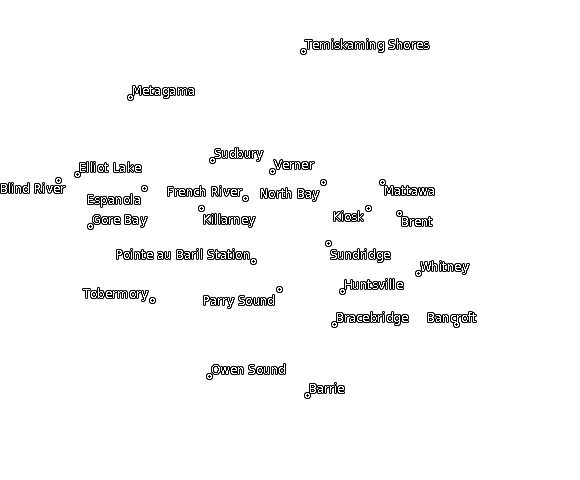 Temiskaming Shores
Metagama
Sudbury
Verner
Elliot Lake
Blind River
Espanola
French River
North Bay
Mattawa
Gore Bay
Killarney
Kiosk
Brent
Pointe au Baril Station
Sundridge
Whitney
Tobermory
Parry Sound
Huntsville
Bracebridge
Bancroft
Owen Sound
Barrie